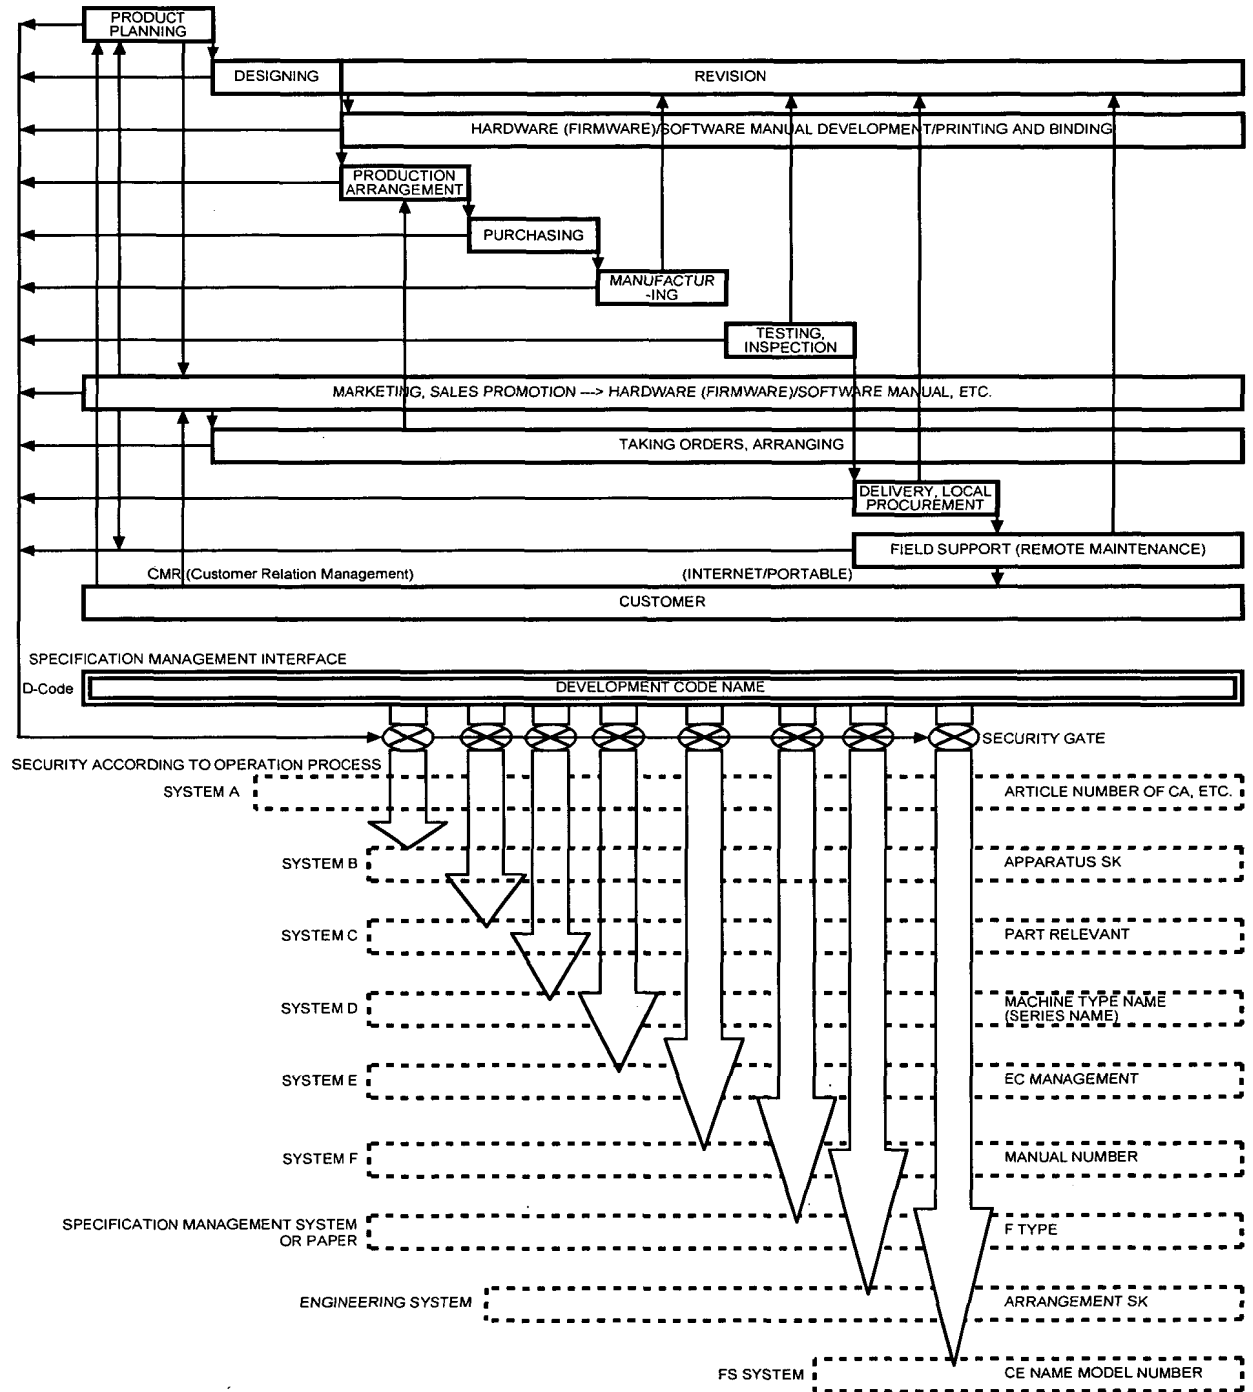 PRODUCT
PLANNING
DESIGNING
REVISION
HARDWARE (FIRMWARE)/SOFTWARE MANUAL DEVELOPMENT/PRINTING AND BINDING
PRODUCTION
ARRANGEMENT
PURCHASING
MANUFACTUR
-ING
TESTING,
INSPECTION
MARKETING, SALES PROMOTION ---> HARDWARE (FIRMWARE)/SOFTWARE MANUAL, ETC.
TAKING ORDERS, ARRANGING
DELIVERY, LOCAL
PROCUREMENT
FIELD SUPPORT (REMOTE MAINTENANCE)
CMR (Customer Relation Management)
(INTERNET/PORTABLE)
CUSTOMER
SPECIFICATION MANAGEMENT INTERFACE
D-Code
DEVELOPMENT CODE NAME
SECURITY GATE
SECURITY ACCORDING TO OPERATION PROCESS
SYSTEM A
ARTICLE NUMBER OF CA, ETC.
SYSTEM B
APPARATUS SK
SYSTEM C
PART RELEVANT
SYSTEM D
MACHINE TYPE NAME
(SERIES NAME)
SYSTEM E
EC MANAGEMENT
SYSTEM F
MANUAL NUMBER
SPECIFICATION MANAGEMENT SYSTEM
OR PAPER
F TYPE
ENGINEERING SYSTEM
ARRANGEMENT SK
FS SYSTEM
CE NAME MODEL NUMBER